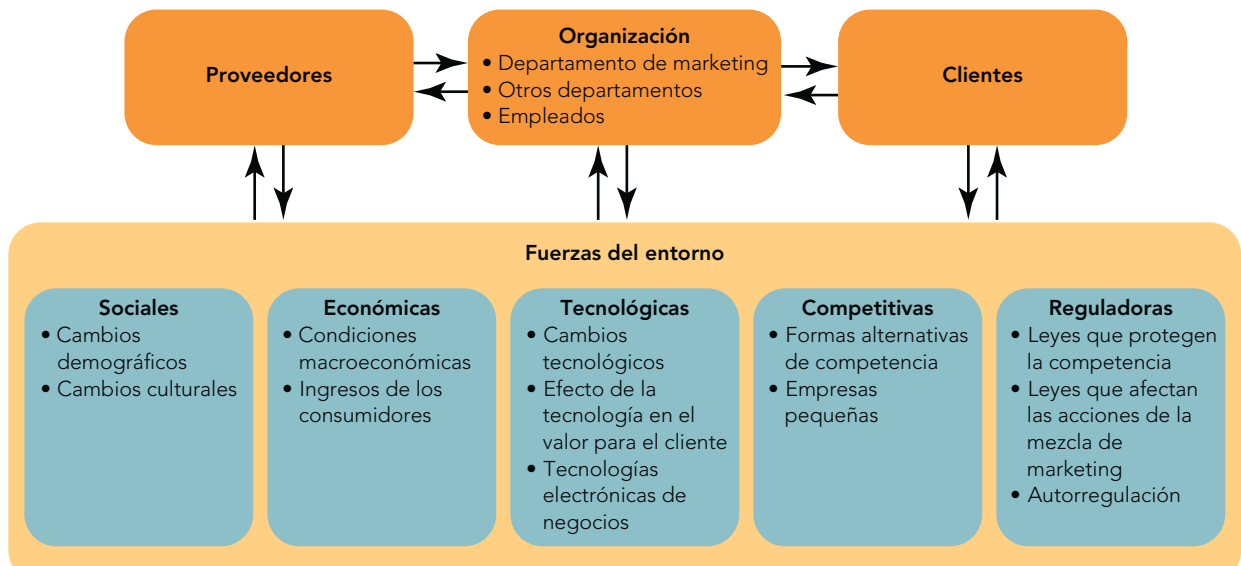 Proveedores
Organización
• Departamento de marketing
• Otros departamentos
• Empleados
Clientes
Fuerzas del entorno
Sociales
• Cambios
demográficos
• Cambios culturales
Económicas
• Condiciones
macroeconómicas
• Ingresos de los
consumidores
Tecnológicas
• Cambios
tecnológicos
• Efecto de la
tecnología en el
valor para el cliente
• Tecnologías
electrónicas de
negocios
Competitivas
• Formas alternativas
de competencia
• Empresas
pequeñas
Reguladoras
• Leyes que protegen
la competencia
• Leyes que afectan
las acciones de la
mezcla de
marketing
• Autorregulación